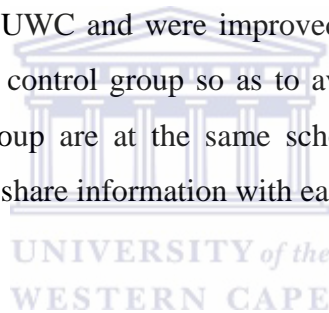 UWC and were improved
control group so as to av
oup are at the same scho
share information with ea
UNIVERSITY of the
WESTERN CAPE